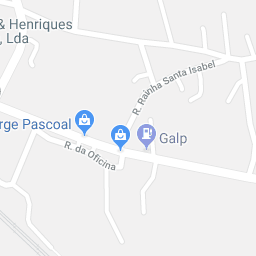 & Henriques
, Lda
R. Rainha Santa Isabel
rge Pascoal
Galp
R. da Oficina